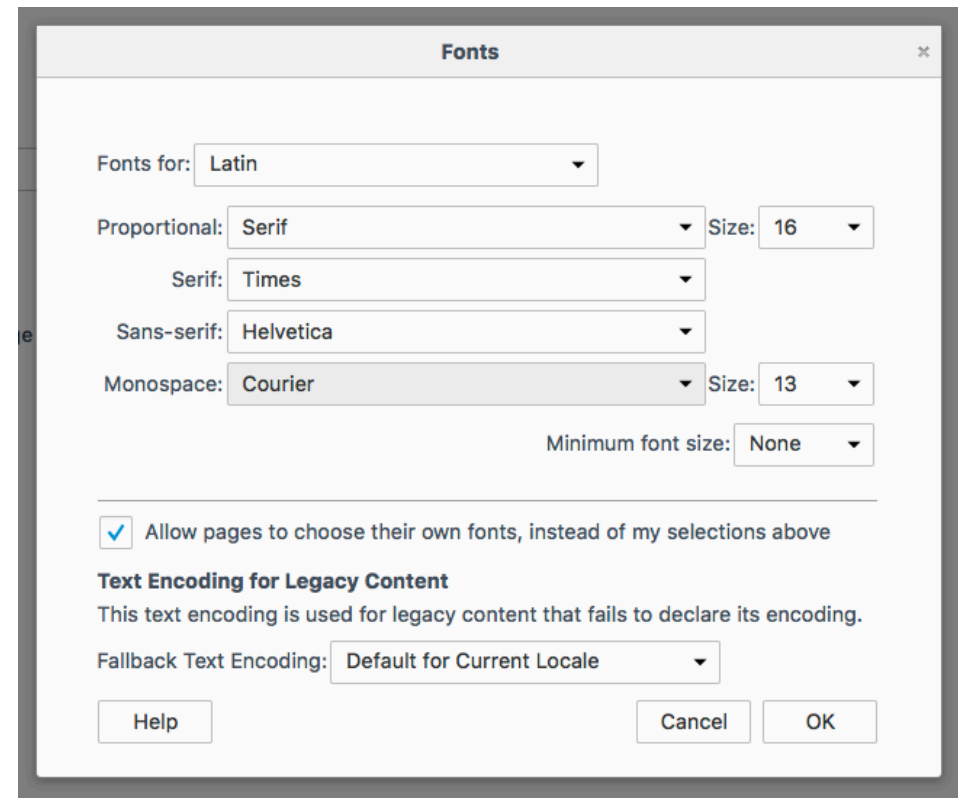 Fonts ×
Fonts for: Latin
Proportional: Serif Size: 16
Serif: Times
Sans-serif: Helvetica
Monospace: Courier Size: 13
Minimum font size: None
Allow pages to choose their own fonts, instead of my selections above
Text Encoding for Legacy Content
This text encoding is used for legacy content that fails to declare its encoding.
Fallback Text Encoding: Default for Current Locale
Help Cancel OK